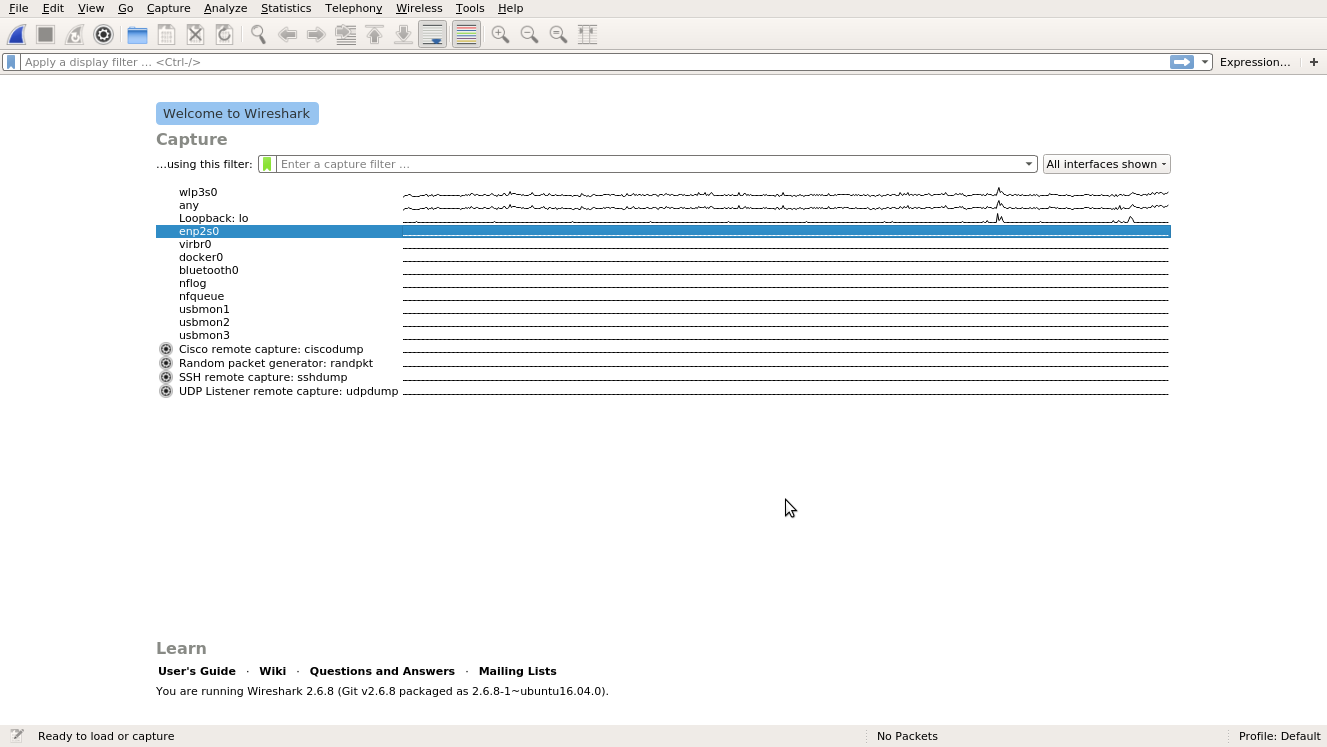 File Edit View Go Capture Analyze Statistics Telephony Wireless Tools Help
Apply a display filter ... <Ctrl-/> Expression... +
Welcome to Wireshark
Capture
...using this filter: Enter a capture filter ... All interfaces shown
wlp3s0
any
Loopback: lo
enp2s0
virbr0
docker0
bluetooth0
nflog
nfqueue
usbmon1
usbmon2
usbmon3
Cisco remote capture: ciscodump
Random packet generator: randpkt
SSH remote capture: sshdump
UDP Listener remote capture: udpdump
Learn
User's Guide · Wiki · Questions and Answers · Mailing Lists
You are running Wireshark 2.6.8 (Git v2.6.8 packaged as 2.6.8-1~ubuntu16.04.0).
Ready to load or capture No Packets Profile: Default